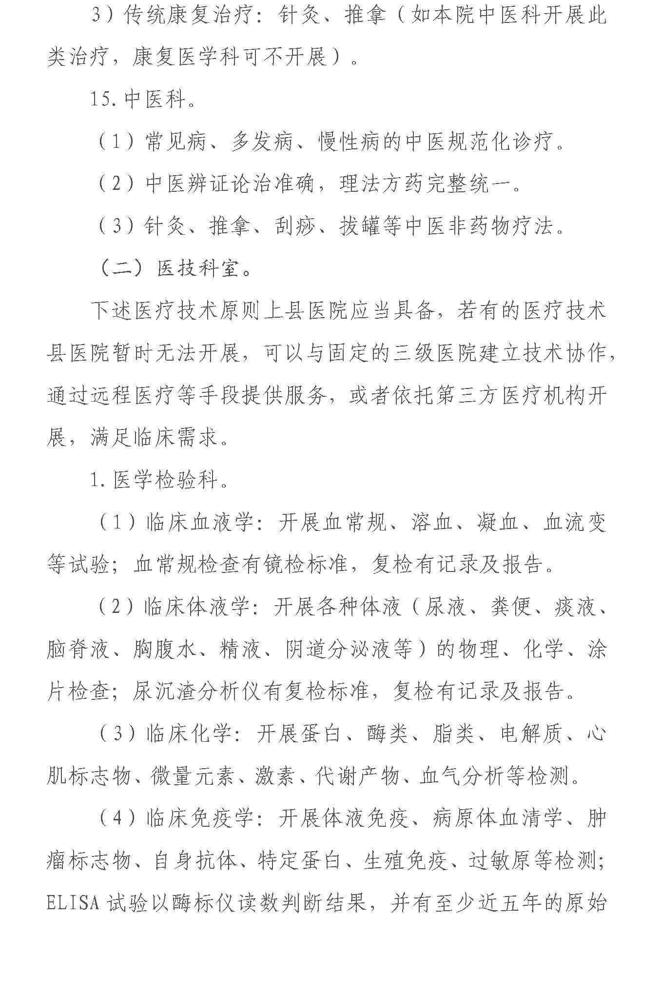 3）传统康复治疗：针灸、推拿（如本院中医科开展此
类治疗，康复医学科可不开展）。
15.中医科。
（1）常见病、多发病、慢性病的中医规范化诊疗。
（2）中医辨证论治准确，理法方药完整统一。
（3）针灸、推拿、刮痧、拔罐等中医非药物疗法。
（二）医技科室。
下述医疗技术原则上县医院应当具备，若有的医疗技术
县医院暂时无法开展，可以与固定的三级医院建立技术协作，
通过远程医疗等手段提供服务，或者依托第三方医疗机构开
展，满足临床需求。
1.医学检验科。
（1）临床血液学：开展血常规、溶血、凝血、血流变
等试验；血常规检查有镜检标准，复检有记录及报告。
（2）临床体液学：开展各种体液（尿液、粪便、痰液、
脑脊液、胸腹水、精液、阴道分泌液等）的物理、化学、涂
片检查；尿沉渣分析仪有复检标准，复检有记录及报告。
（3）临床化学：开展蛋白、酶类、脂类、电解质、心
肌标志物、微量元素、激素、代谢产物、血气分析等检测。
（4）临床免疫学：开展体液免疫、病原体血清学、肿
瘤标志物、自身抗体、特定蛋白、生殖免疫、过敏原等检测；
ELISA 试验以酶标仪读数判断结果，并有至少近五年的原始